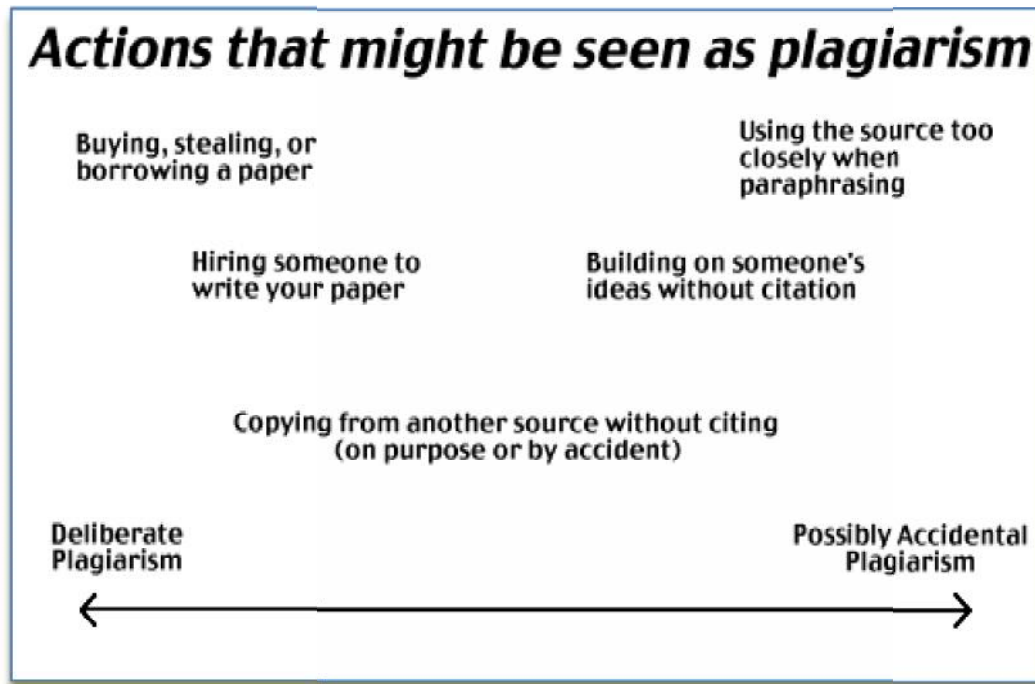 Actions that might be seen as plagiarism
Buying, stealing, or
borrowing a paper
Using the source too
closely when
paraphrasing
Hiring someone to
write your paper
Building on someone's
ideas without citation
Copying from another source without citing
(on purpose or by accident)
Deliberate
Plagiarism
Possibly Accidental
Plagiarism